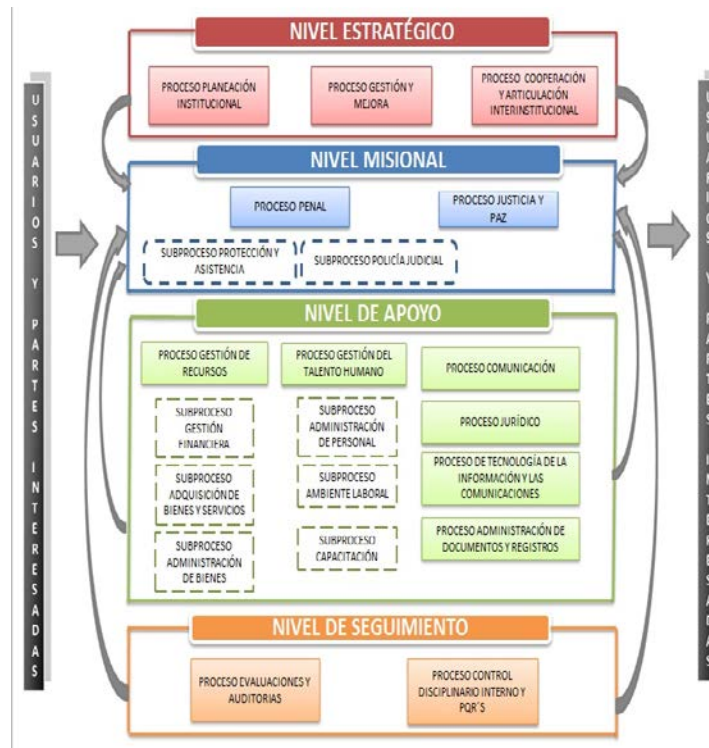 NIVEL ESTRATÉGICO
PROCESO PLANEACIÓN
INSTITUCIONAL
PROCESO GESTIÓN Y
MEJORA
PROCESO COOPERACIÓN
Y ARTICULACIÓN
INTERINSTITUCIONAL
USUARIOS Y PARTES INTERESADAS
NIVEL MISIONAL
PROCESO PENAL
PROCESO JUSTICIA Y
PAZ
SUBPROCESO PROTECCIÓN Y
ASISTENCIA
SUBPROCESO POLICÍA JUDICIAL
NIVEL DE APOYO
PROCESO GESTIÓN DE
RECURSOS
SUBPROCESO
GESTIÓN
FINANCIERA
SUBPROCESO
ADQUISICIÓN DE
BIENES Y SERVICIOS
SUBPROCESO
ADMINISTRACIÓN
DE BIENES
PROCESO GESTIÓN DEL
TALENTO HUMANO
SUBPROCESO
ADMINISTRACIÓN
DE PERSONAL
SUBPROCESO
AMBIENTE LABORAL
SUBPROCESO
CAPACITACIÓN
PROCESO COMUNICACIÓN
PROCESO JURÍDICO
PROCESO DE TECNOLOGÍA DE LA
INFORMACIÓN Y LAS
COMUNICACIONES
PROCESO ADMINISTRACIÓN DE
DOCUMENTOS Y REGISTROS
NIVEL DE SEGUIMIENTO
PROCESO EVALUACIONES Y
AUDITORIAS
PROCESO CONTROL
DISCIPLINARIO INTERNO Y
PQR´S
USUARIOS Y PARTES INTERESADAS